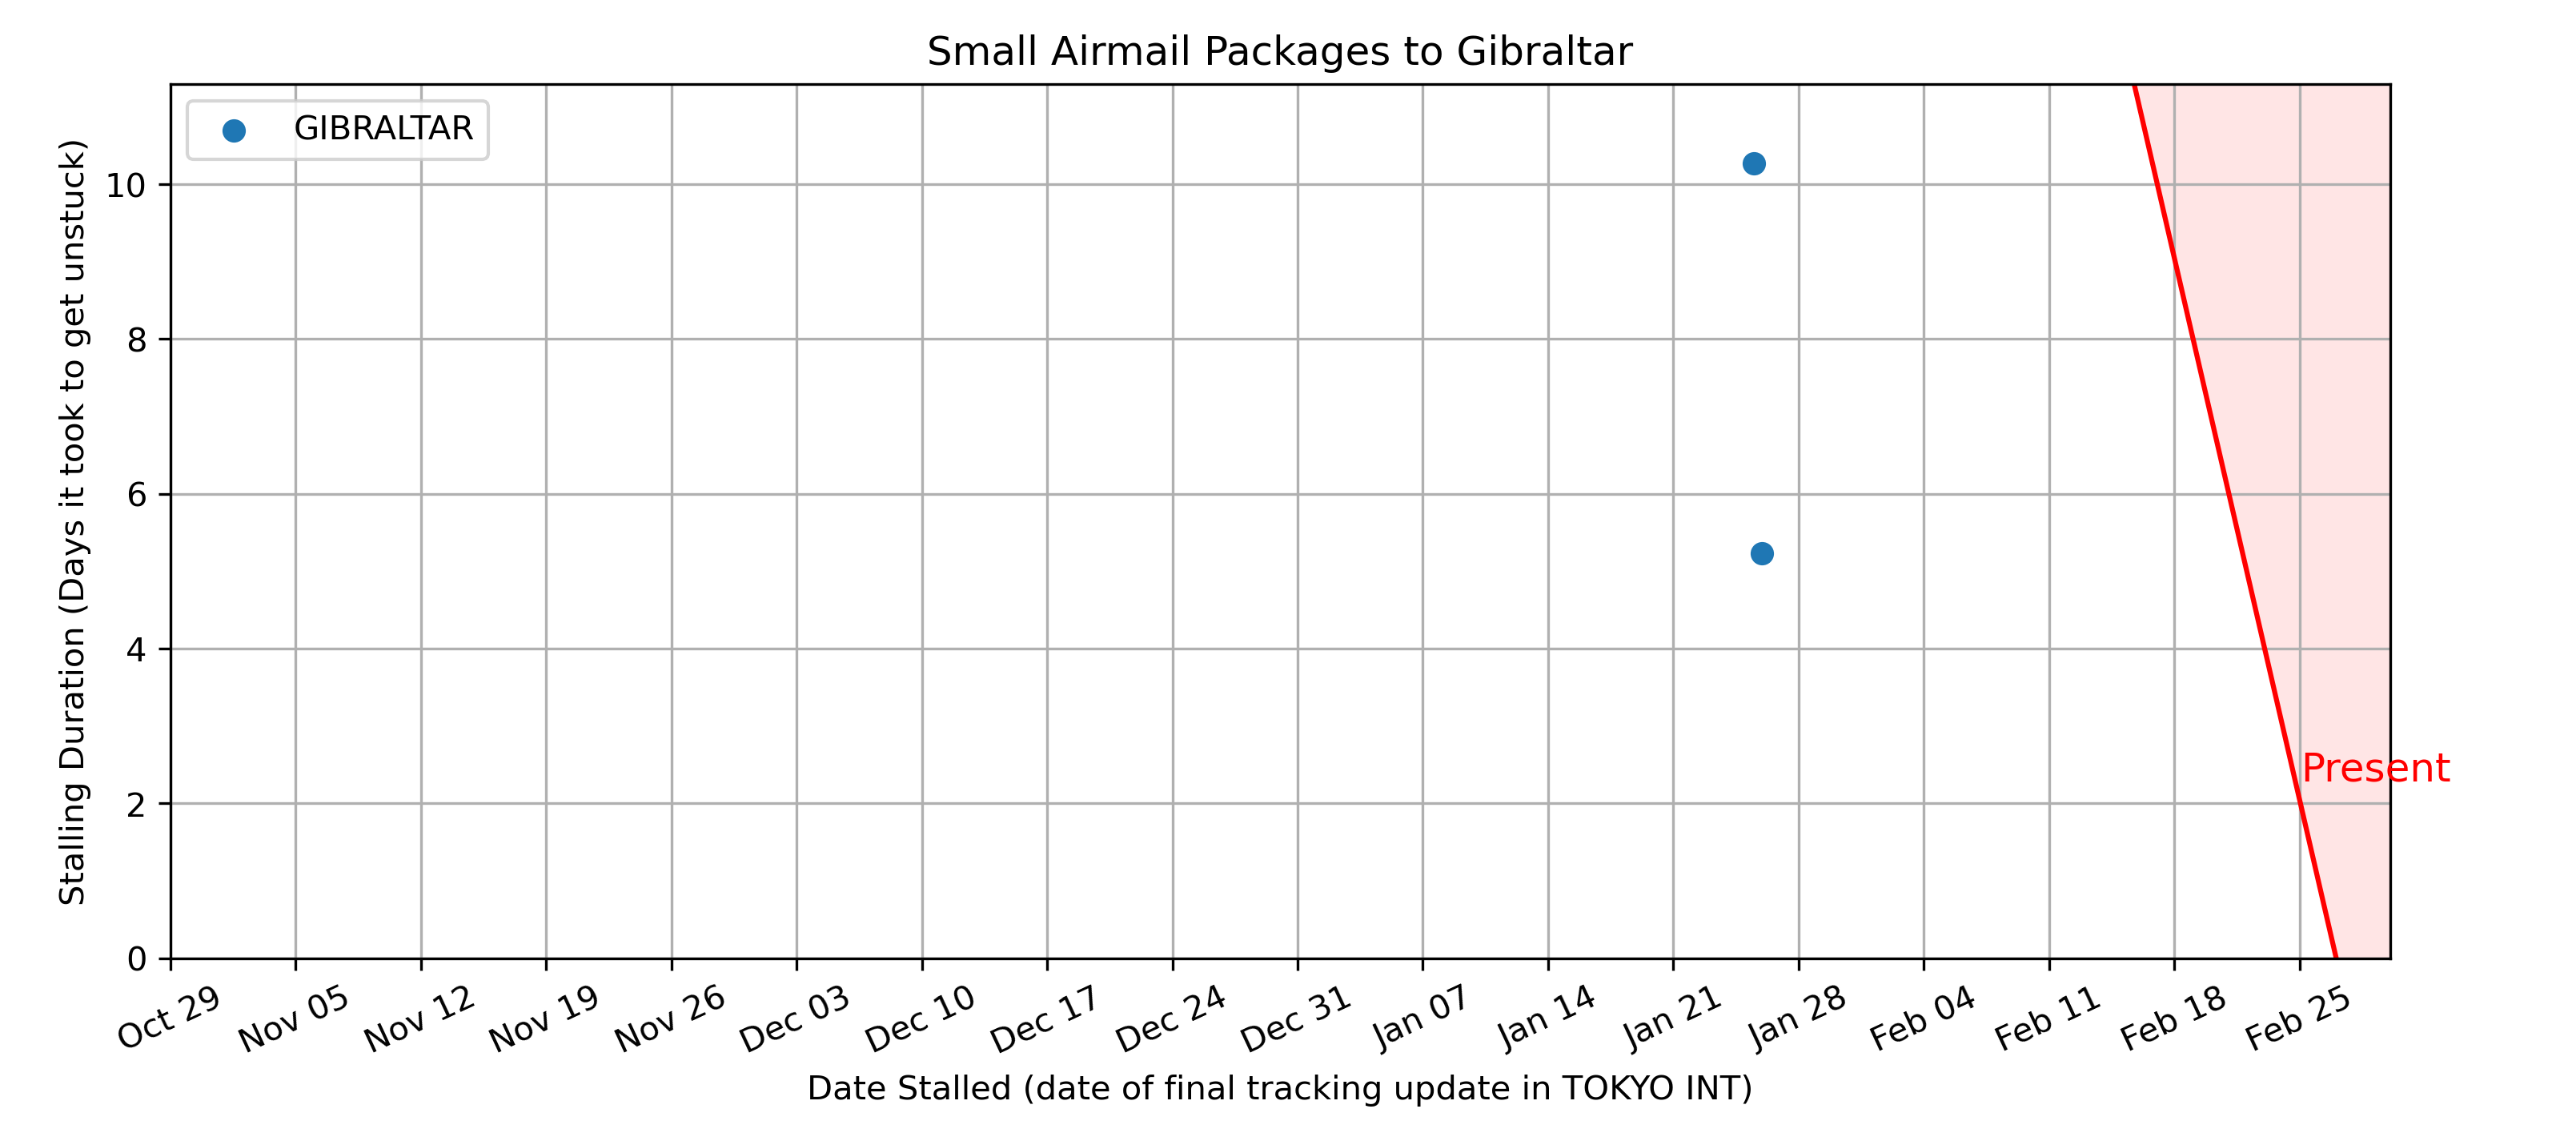 Small Airmail Packages to Gibraltar
GIBRALTAR
Stalling Duration (Days it took to get unstuck)
10
8
6
4
2
0
Present
Oct 29
Nov 05
Nov 12
Nov 19
Nov 26
Dec 03
Dec 10
Dec 17
Dec 24
Dec 31
Jan 07
Jan 14
Jan 21
Jan 28
Feb 04
Feb 11
Feb 18
Feb 25
Date Stalled (date of final tracking update in TOKYO INT)